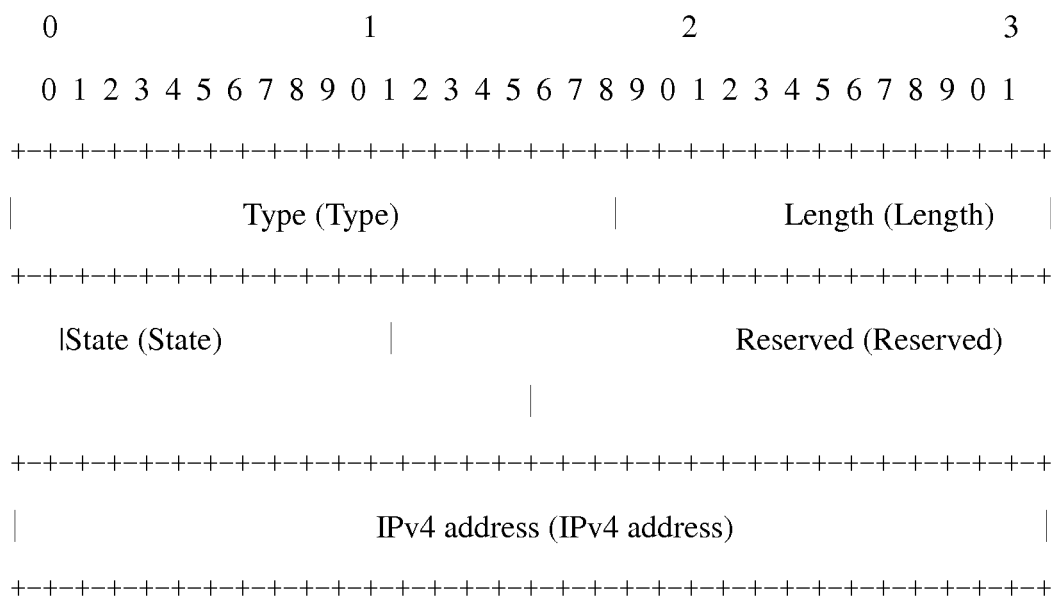 0 1 2 3
0 1 2 3 4 5 6 7 8 9 0 1 2 3 4 5 6 7 8 9 0 1 2 3 4 5 6 7 8 9 0 1
+-+-+-+-+-+-+-+-+-+-+-+-+-+-+-+-+-+-+-+-+-+-+-+-+-+-+-+-+-+-+-+-+
| Type (Type) | Length (Length) |
+-+-+-+-+-+-+-+-+-+-+-+-+-+-+-+-+-+-+-+-+-+-+-+-+-+-+-+-+-+-+-+-+
|State (State) | Reserved (Reserved)
|
+-+-+-+-+-+-+-+-+-+-+-+-+-+-+-+-+-+-+-+-+-+-+-+-+-+-+-+-+-+-+-+-+
| IPv4 address (IPv4 address) |
+-+-+-+-+-+-+-+-+-+-+-+-+-+-+-+-+-+-+-+-+-+-+-+-+-+-+-+-+-+-+-+-+